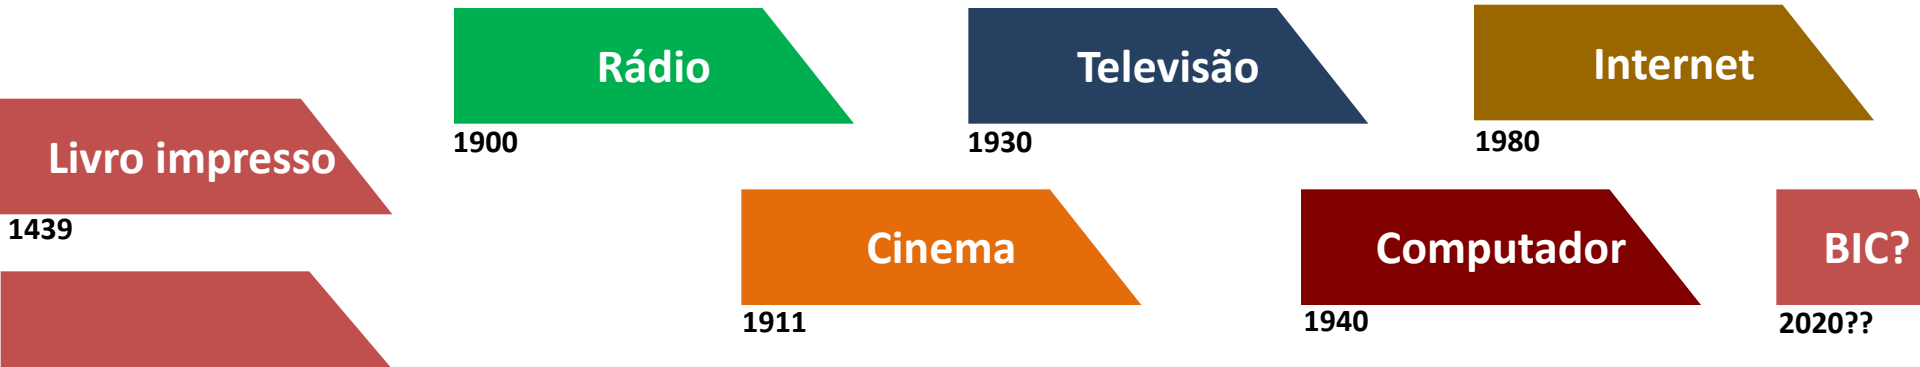 Livro impresso
1439
Rádio
1900
Cinema
1911
Televisão
1930
Computador
1940
Internet
1980
BIC?
2020??